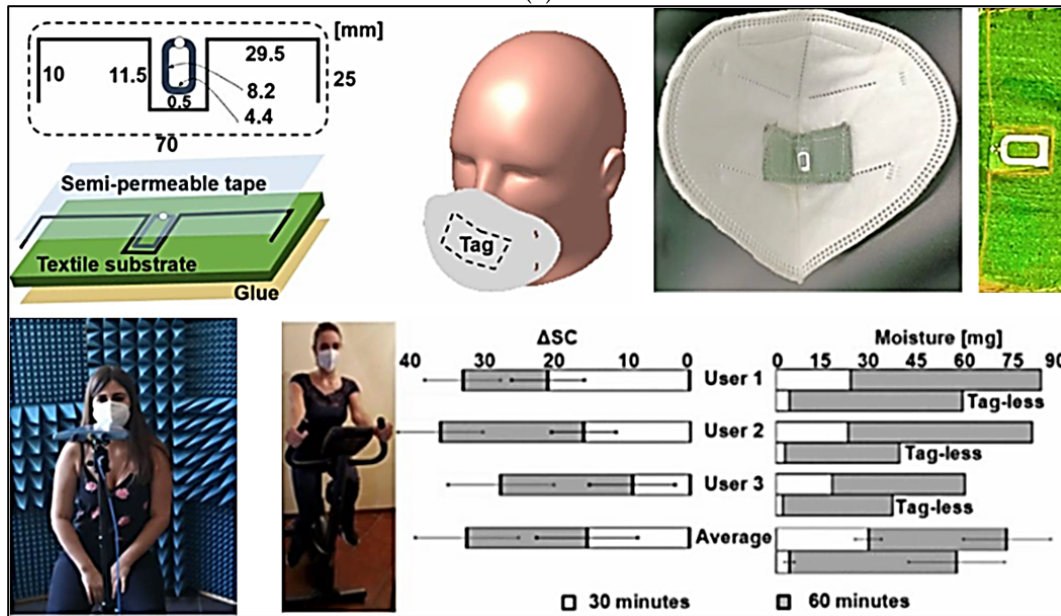 [mm]
10
11.5
29.5
25
0.5
8.2
4.4
70
Semi-permeable tape
Textile substrate
Glue
Tag
ΔSC
40 30 20 10 0
Moisture [mg]
0 15 30 45 60 75 90
User 1
Tag-less
User 2
Tag-less
User 3
Tag-less
Average
30 minutes
60 minutes